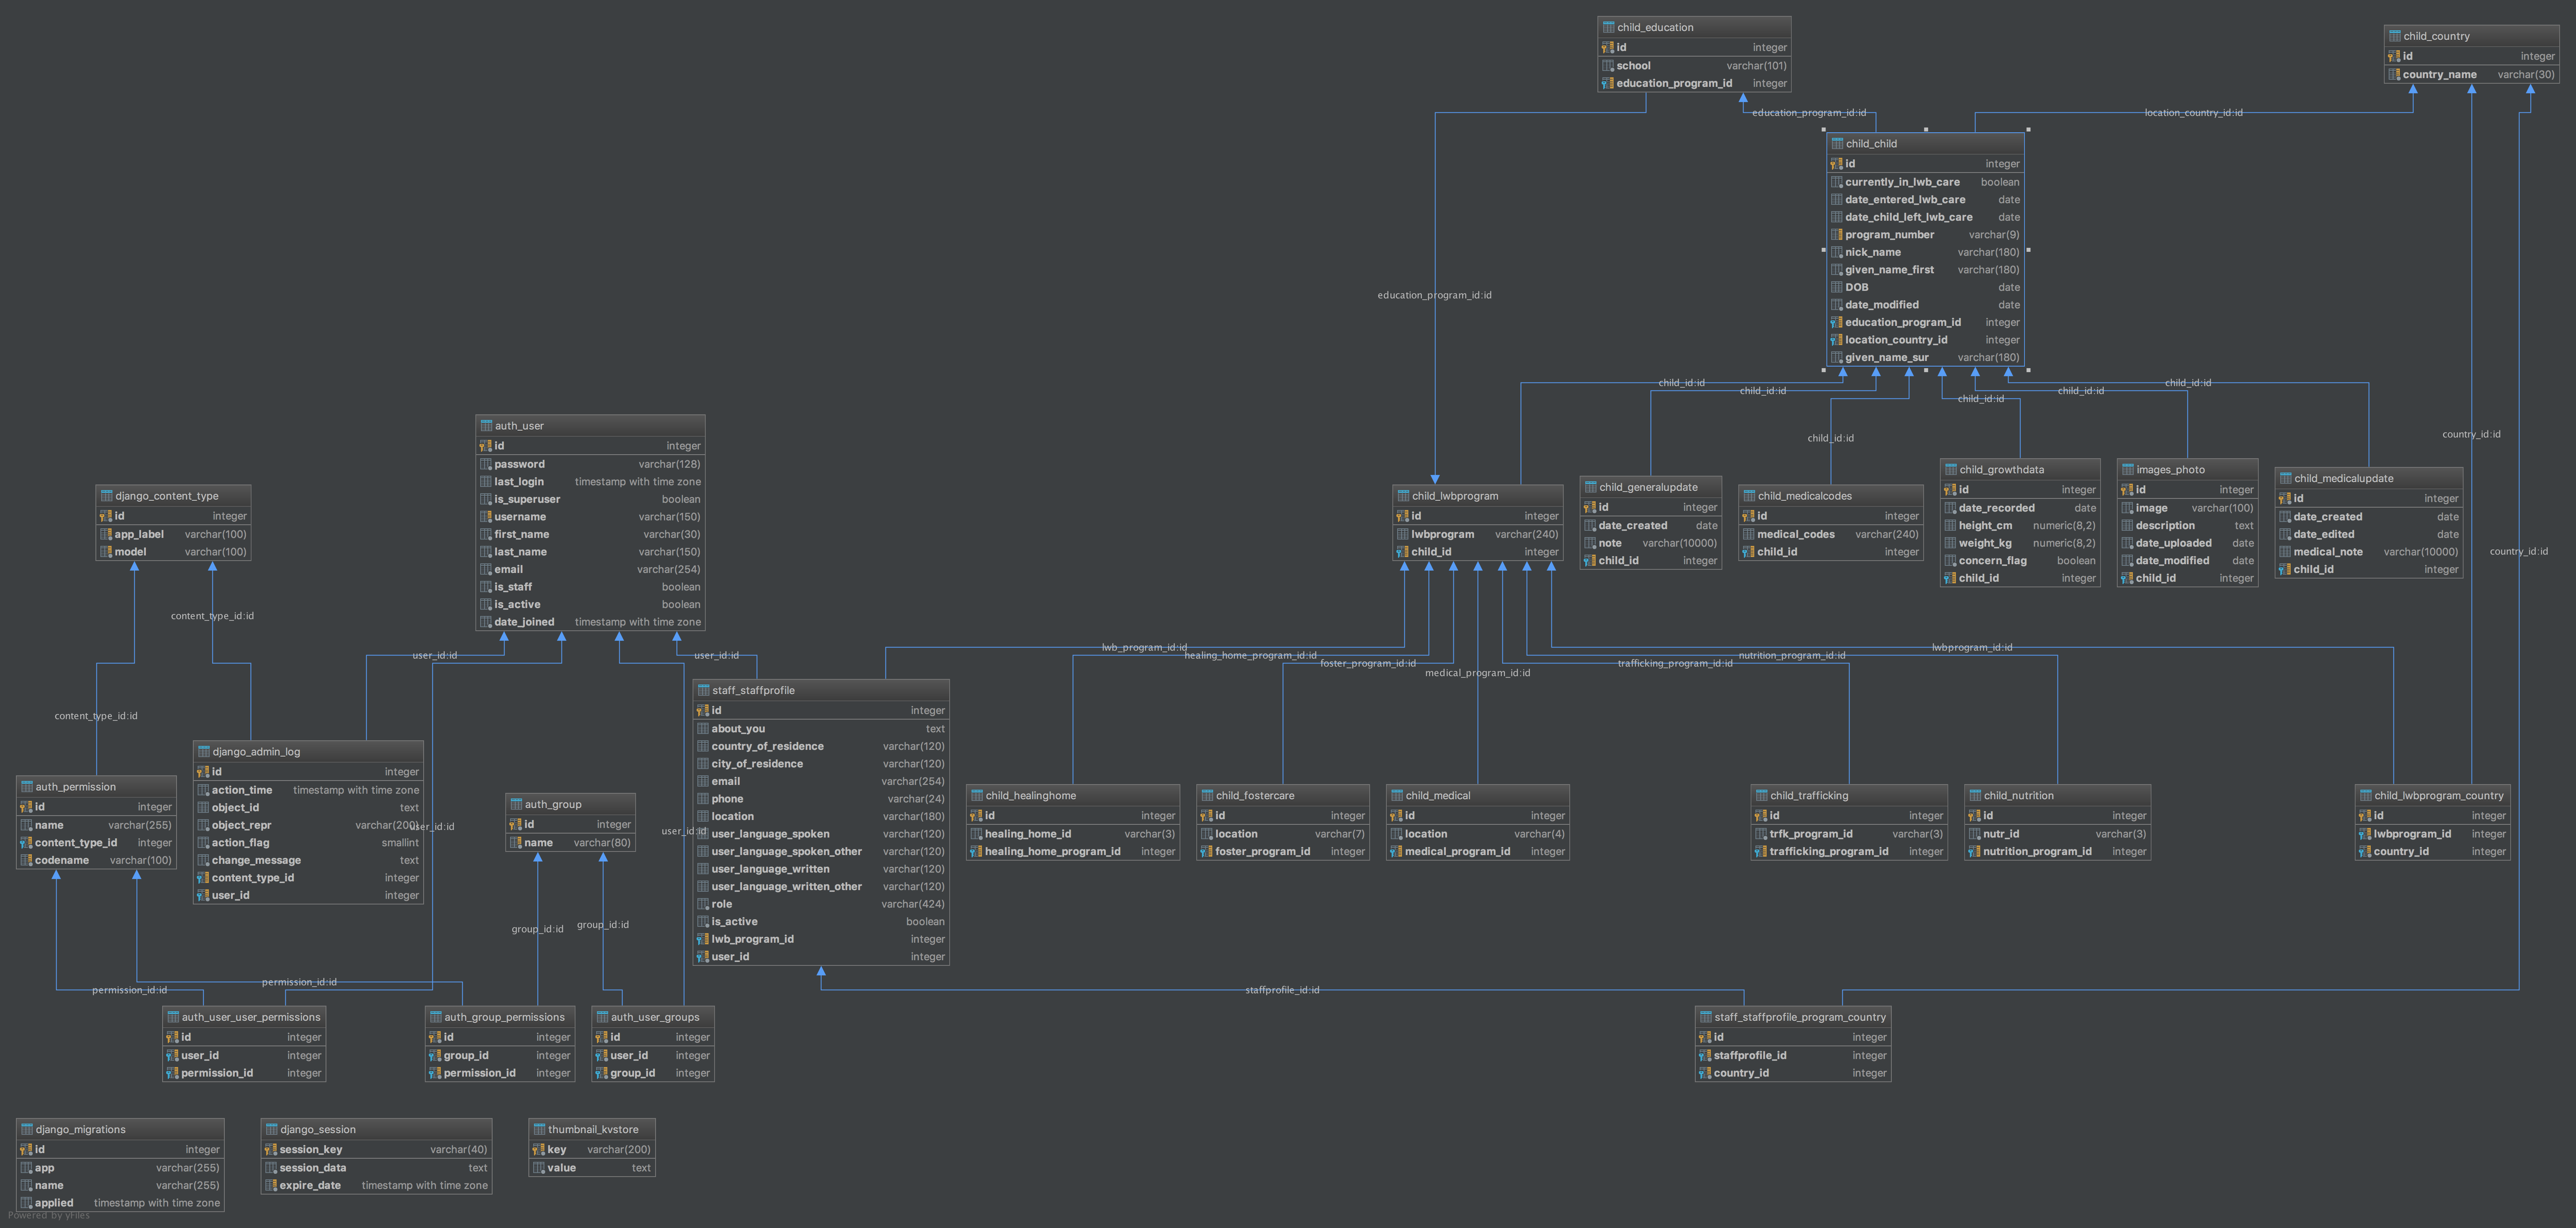 child_education
id integer
school varchar(101)
education_program_id integer
child_country
id integer
country_name varchar(30)
education_program_id:id
location_country_id:id
child_child
id integer
currently_in_lwb_care boolean
date_entered_lwb_care date
date_child_left_lwb_care date
program_number varchar(9)
nick_name varchar(180)
given_name_first varchar(180)
DOB date
date_modified date
education_program_id integer
location_country_id integer
given_name_sur varchar(180)
education_program_id:id
child_id:id
child_id:id
child_id:id
child_id:id
child_id:id
child_id:id
country_id:id
country_id:id
auth_user
id integer
password varchar(128)
last_login timestamp with time zone
is_superuser boolean
username varchar(150)
first_name varchar(30)
last_name varchar(150)
email varchar(254)
is_staff boolean
is_active boolean
date_joined timestamp with time zone
django_content_type
id integer
app_label varchar(100)
model varchar(100)
child_lwbprogram
id integer
lwbprogram varchar(240)
child_id integer
child_generalupdate
id integer
date_created date
note varchar(10000)
child_id integer
child_medicalcodes
id integer
medical_codes varchar(240)
child_id integer
child_growthdata
id integer
date_recorded date
height_cm numeric(8,2)
weight_kg numeric(8,2)
concern_flag boolean
child_id integer
images_photo
id integer
image varchar(100)
description text
date_uploaded date
date_modified date
child_id integer
child_medicalupdate
id integer
date_created date
date_edited date
medical_note varchar(10000)
child_id integer
content_type_id:id
content_type_id:id
user_id:id
user_id:id
user_id:id
user_id:id
lwb_program_id:id
healing_home_program_id:id
foster_program_id:id
medical_program_id:id
trafficking_program_id:id
nutrition_program_id:id
lwbprogram_id:id
staff_staffprofile
id integer
about_you text
country_of_residence varchar(120)
city_of_residence varchar(120)
email varchar(254)
phone varchar(24)
location varchar(180)
user_language_spoken varchar(120)
user_language_spoken_other varchar(120)
user_language_written varchar(120)
user_language_written_other varchar(120)
role varchar(424)
is_active boolean
lwb_program_id integer
user_id integer
django_admin_log
id integer
action_time timestamp with time zone
object_id text
object_repr varchar(200)
action_flag smallint
change_message text
content_type_id integer
user_id integer
auth_permission
id integer
name varchar(255)
content_type_id integer
codename varchar(100)
auth_group
id integer
name varchar(80)
child_healinghome
id integer
healing_home_id varchar(3)
healing_home_program_id integer
child_fostercare
id integer
location varchar(7)
foster_program_id integer
child_medical
id integer
location varchar(4)
medical_program_id integer
child_trafficking
id integer
trfk_program_id varchar(3)
trafficking_program_id integer
child_nutrition
id integer
nutr_id varchar(3)
nutrition_program_id integer
child_lwbprogram_country
id integer
lwbprogram_id integer
country_id integer
group_id:id
group_id:id
permission_id:id
permission_id:id
staffprofile_id:id
auth_user_user_permissions
id integer
user_id integer
permission_id integer
auth_group_permissions
id integer
group_id integer
permission_id integer
auth_user_groups
id integer
user_id integer
group_id integer
staff_staffprofile_program_country
id integer
staffprofile_id integer
country_id integer
django_migrations
id integer
app varchar(255)
name varchar(255)
applied timestamp with time zone
django_session
session_key varchar(40)
session_data text
expire_date timestamp with time zone
thumbnail_kvstore
key varchar(200)
value text
Powered by yFiles